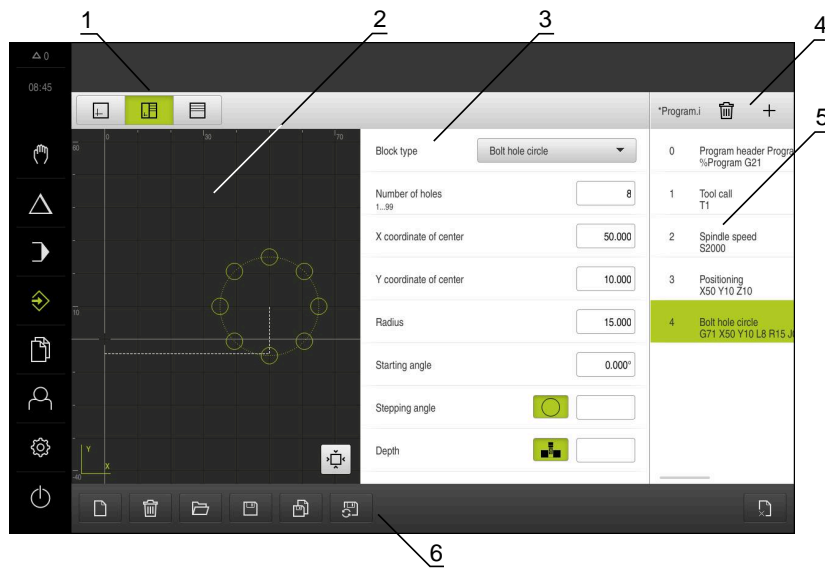 1
2
3
4
5
6
0
08:45
*Program.i
0
30
70
60
10
-40
Y
X
Block type
Bolt hole circle
Number of holes
8
1...99
X coordinate of center
50.000
Y coordinate of center
10.000
Radius
15.000
Starting angle
0.000°
Stepping angle
Depth
0 Program header Progra
%Program G21
1 Tool call
T1
2 Spindle speed
S2000
3 Positioning
X50 Y10 Z10
4 Bolt hole circle
G71 X50 Y10 L8 R15 J